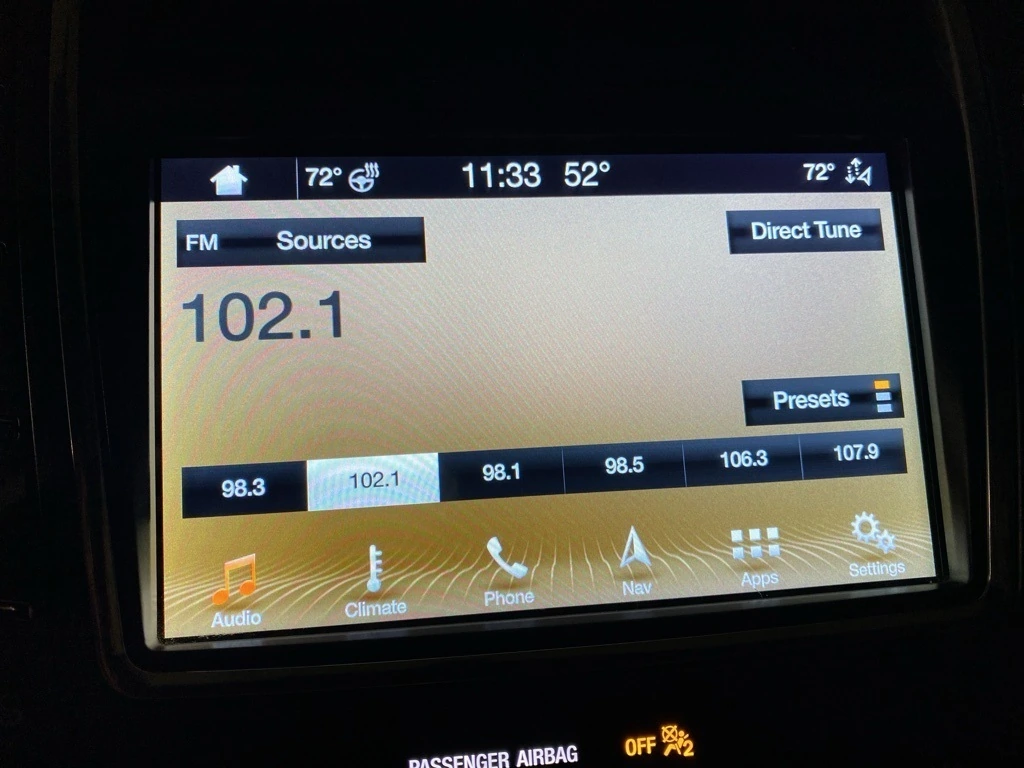 72° 11:33 52° 72°
FM Sources Direct Tune
102.1
Presets
98.3 102.1 98.1 98.5 106.3 107.9
Audio Climate Phone Nav Apps Settings
PASSENGER AIRBAG OFF 2